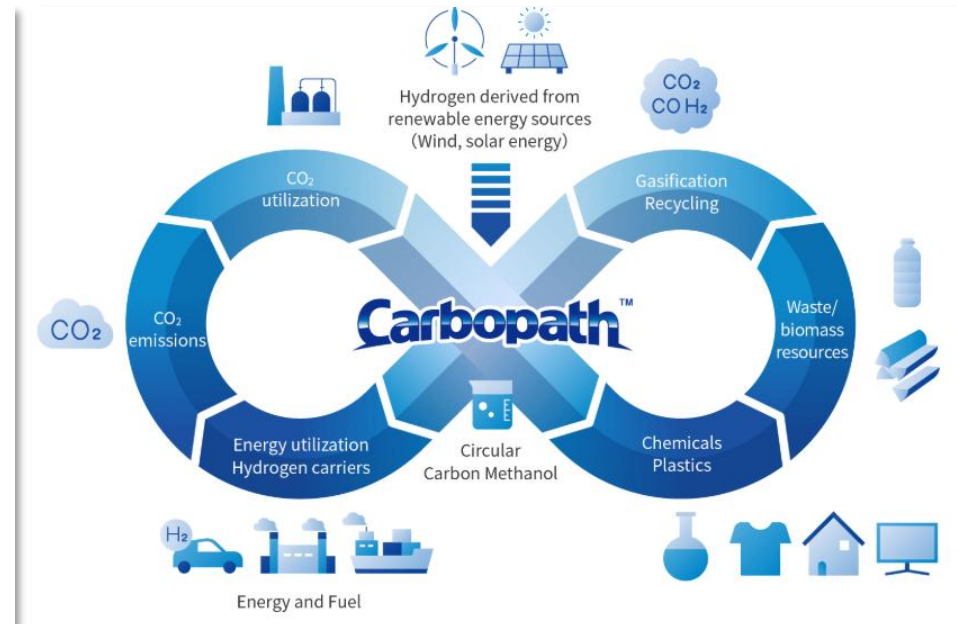 Hydrogen derived from
renewable energy sources
(Wind, solar energy)
CO₂
CO H₂
CO₂
utilization
Gasification
Recycling
CO₂
CO₂
emissions
Carbopath™
Waste/
biomass
resources
Energy utilization
Hydrogen carriers
Circular
Carbon Methanol
Chemicals
Plastics
H₂
Energy and Fuel